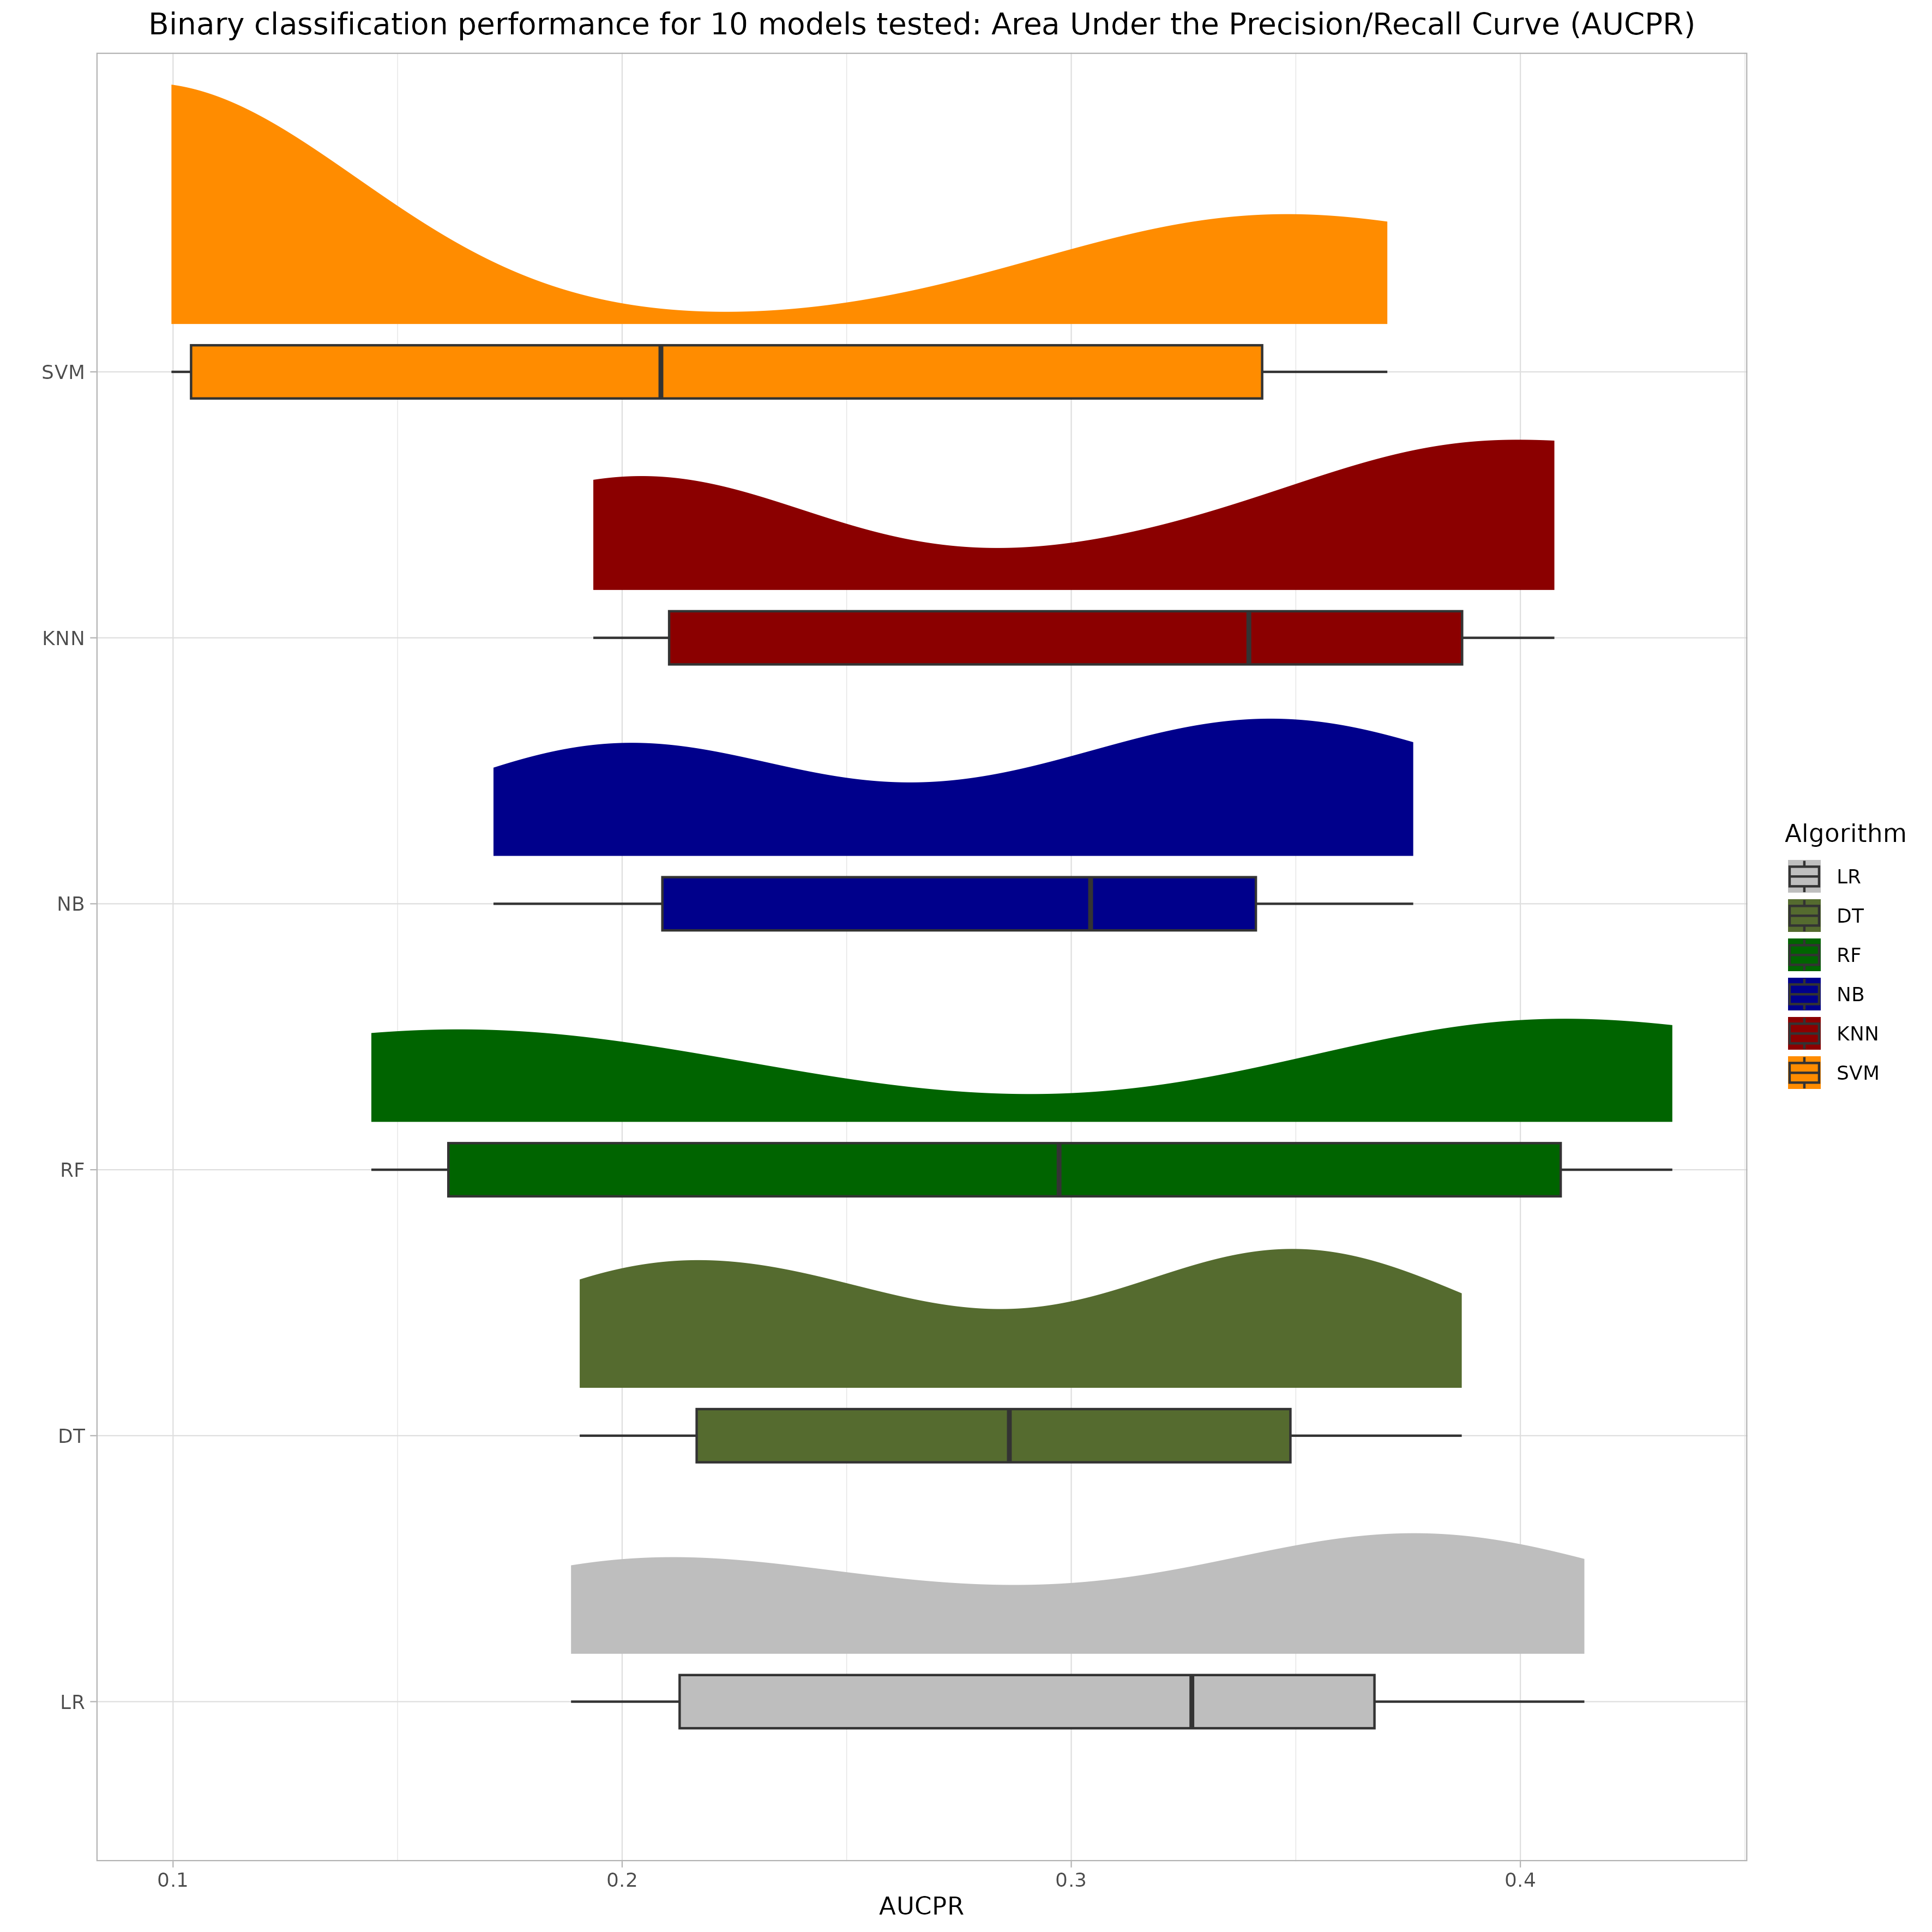 Binary classification performance for 10 models tested: Area Under the Precision/Recall Curve (AUCPR)
SVM
KNN
NB
RF
DT
LR
0.1 0.2 0.3 0.4
AUCPR
Algorithm
LR
DT
RF
NB
KNN
SVM